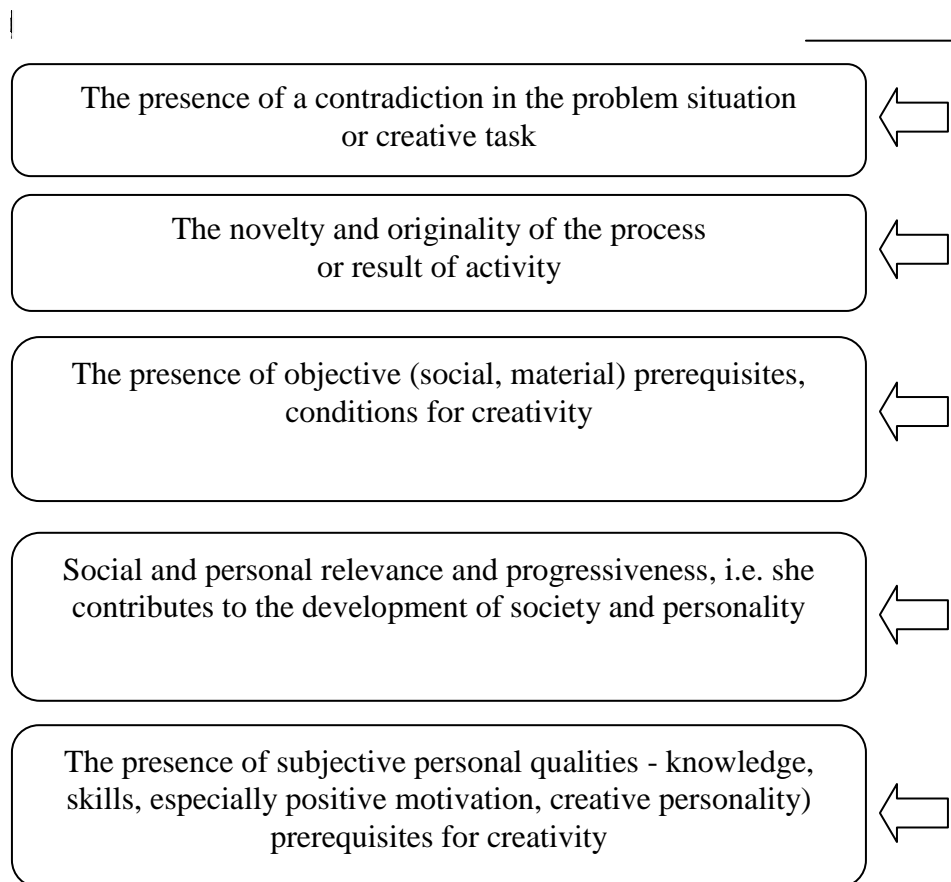 The presence of a contradiction in the problem situation
or creative task
The novelty and originality of the process
or result of activity
The presence of objective (social, material) prerequisites,
conditions for creativity
Social and personal relevance and progressiveness, i.e. she
contributes to the development of society and personality
The presence of subjective personal qualities - knowledge,
skills, especially positive motivation, creative personality)
prerequisites for creativity